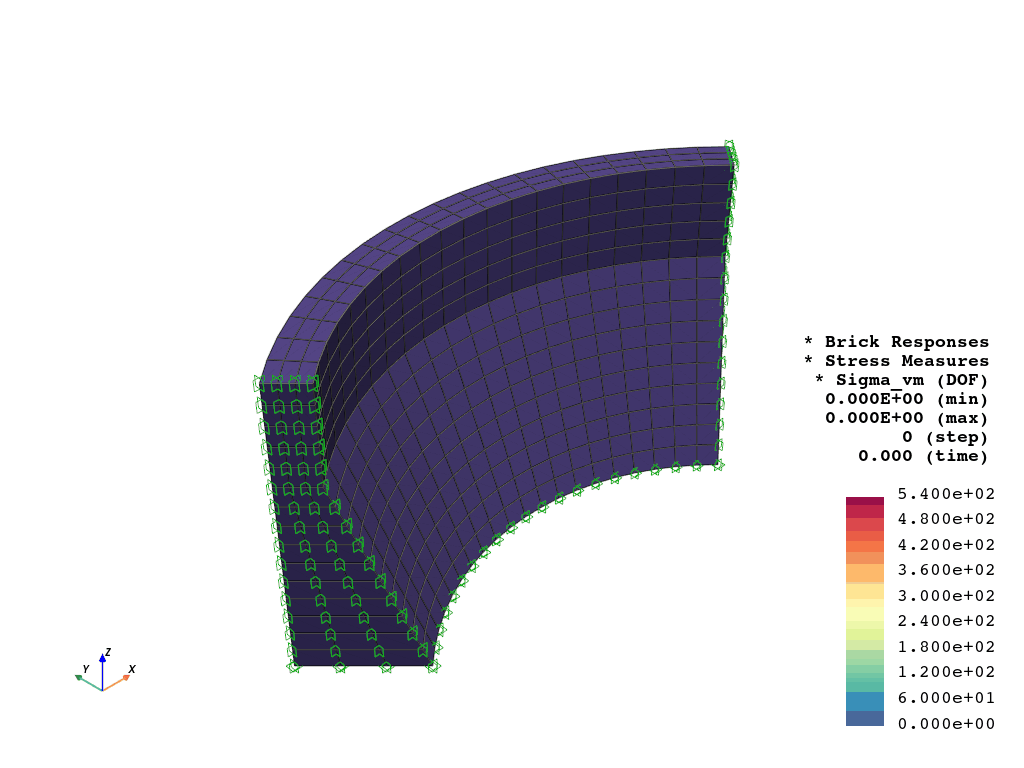 * Brick Responses
* Stress Measures
* Sigma_vm (DOF)
0.000E+00 (min)
0.000E+00 (max)
0 (step)
0.000 (time)
5.400e+02
4.800e+02
4.200e+02
3.600e+02
3.000e+02
2.400e+02
1.800e+02
1.200e+02
6.000e+01
0.000e+00
Z
Y X